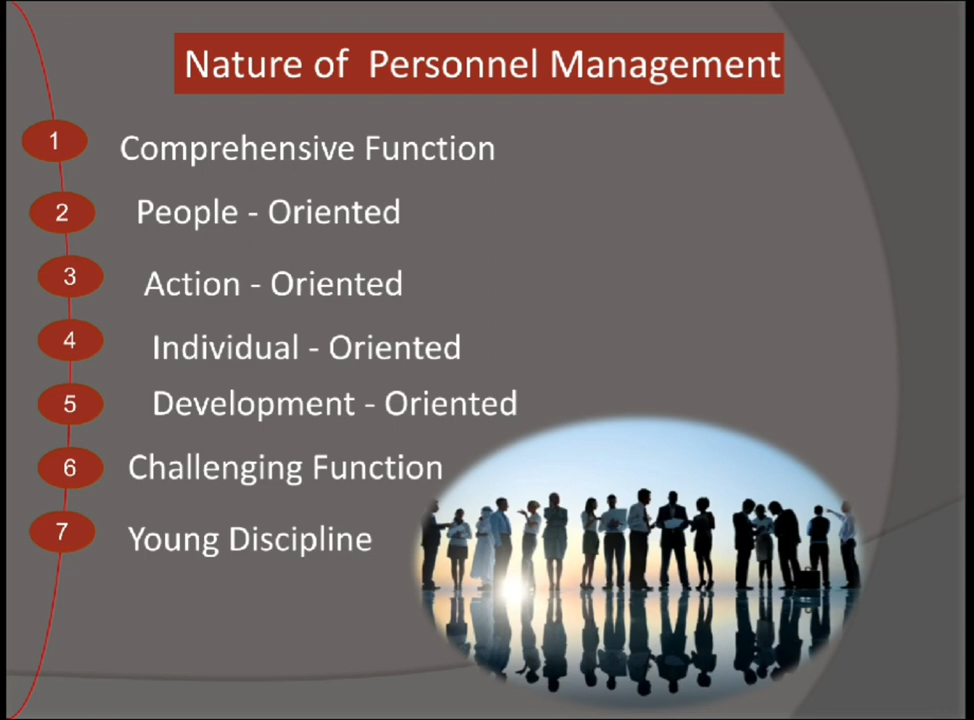 Nature of Personnel Management
1 Comprehensive Function
2 People - Oriented
3 Action - Oriented
4 Individual - Oriented
5 Development - Oriented
6 Challenging Function
7 Young Discipline